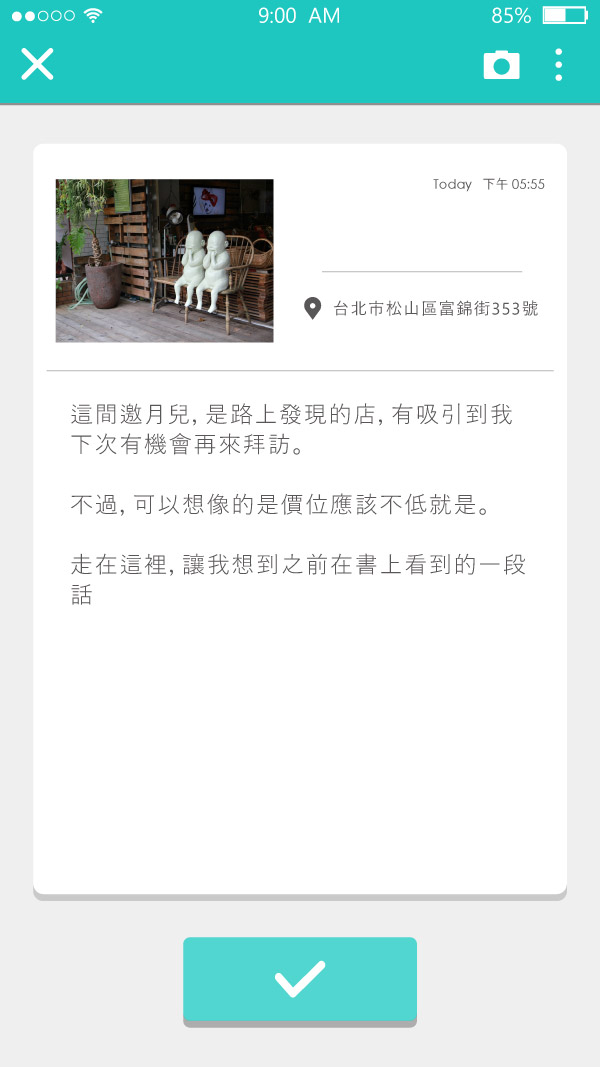 9:00 AM
85%
Today 下午 05:55
台北市松山區富錦街353號
這間邀月兒, 是路上發現的店, 有吸引到我
下次有機會再來拜訪。
不過, 可以想像的是價位應該不低就是。
走在這裡, 讓我想到之前在書上看到的一段
話